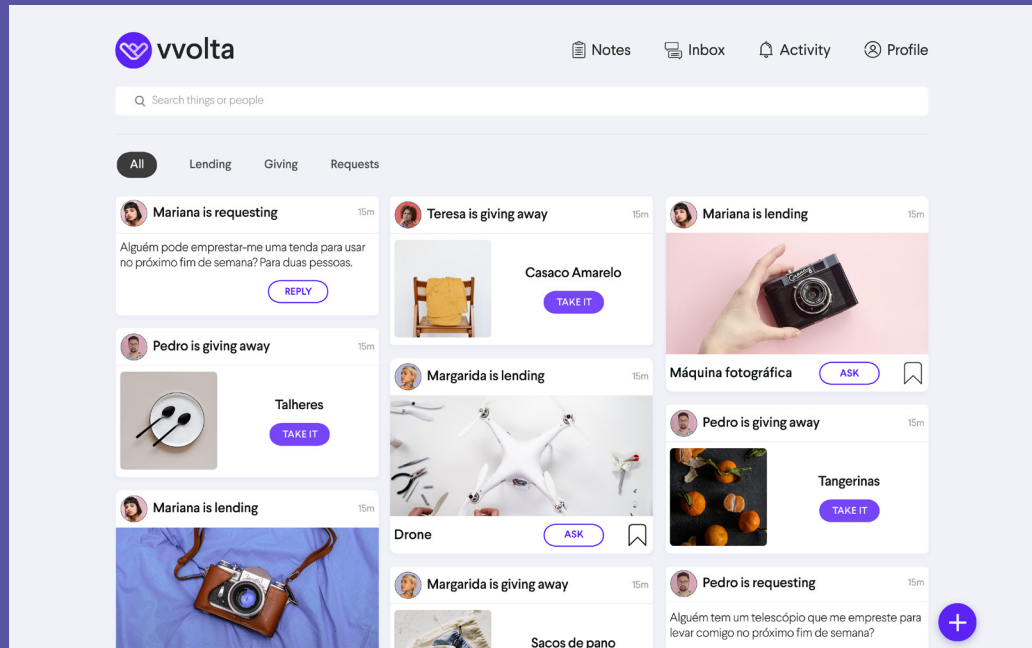 vvolta
Notes
Inbox
Activity
Profile
Search things or people
All
Lending
Giving
Requests
Mariana is requesting
15m
Alguém pode emprestar-me uma tenda para usar
no próximo fim de semana? Para duas pessoas.
REPLY
Pedro is giving away
15m
Talheres
TAKE IT
Mariana is lending
15m
Teresa is giving away
15m
Casaco Amarelo
TAKE IT
Margarida is lending
15m
Drone
ASK
Margarida is giving away
15m
Sacos de pano
Mariana is lending
15m
Máquina fotográfica
ASK
Pedro is giving away
15m
Tangerinas
TAKE IT
Pedro is requesting
15m
Alguém tem um telescópio que me empreste para
levar comigo no próximo fim de semana?